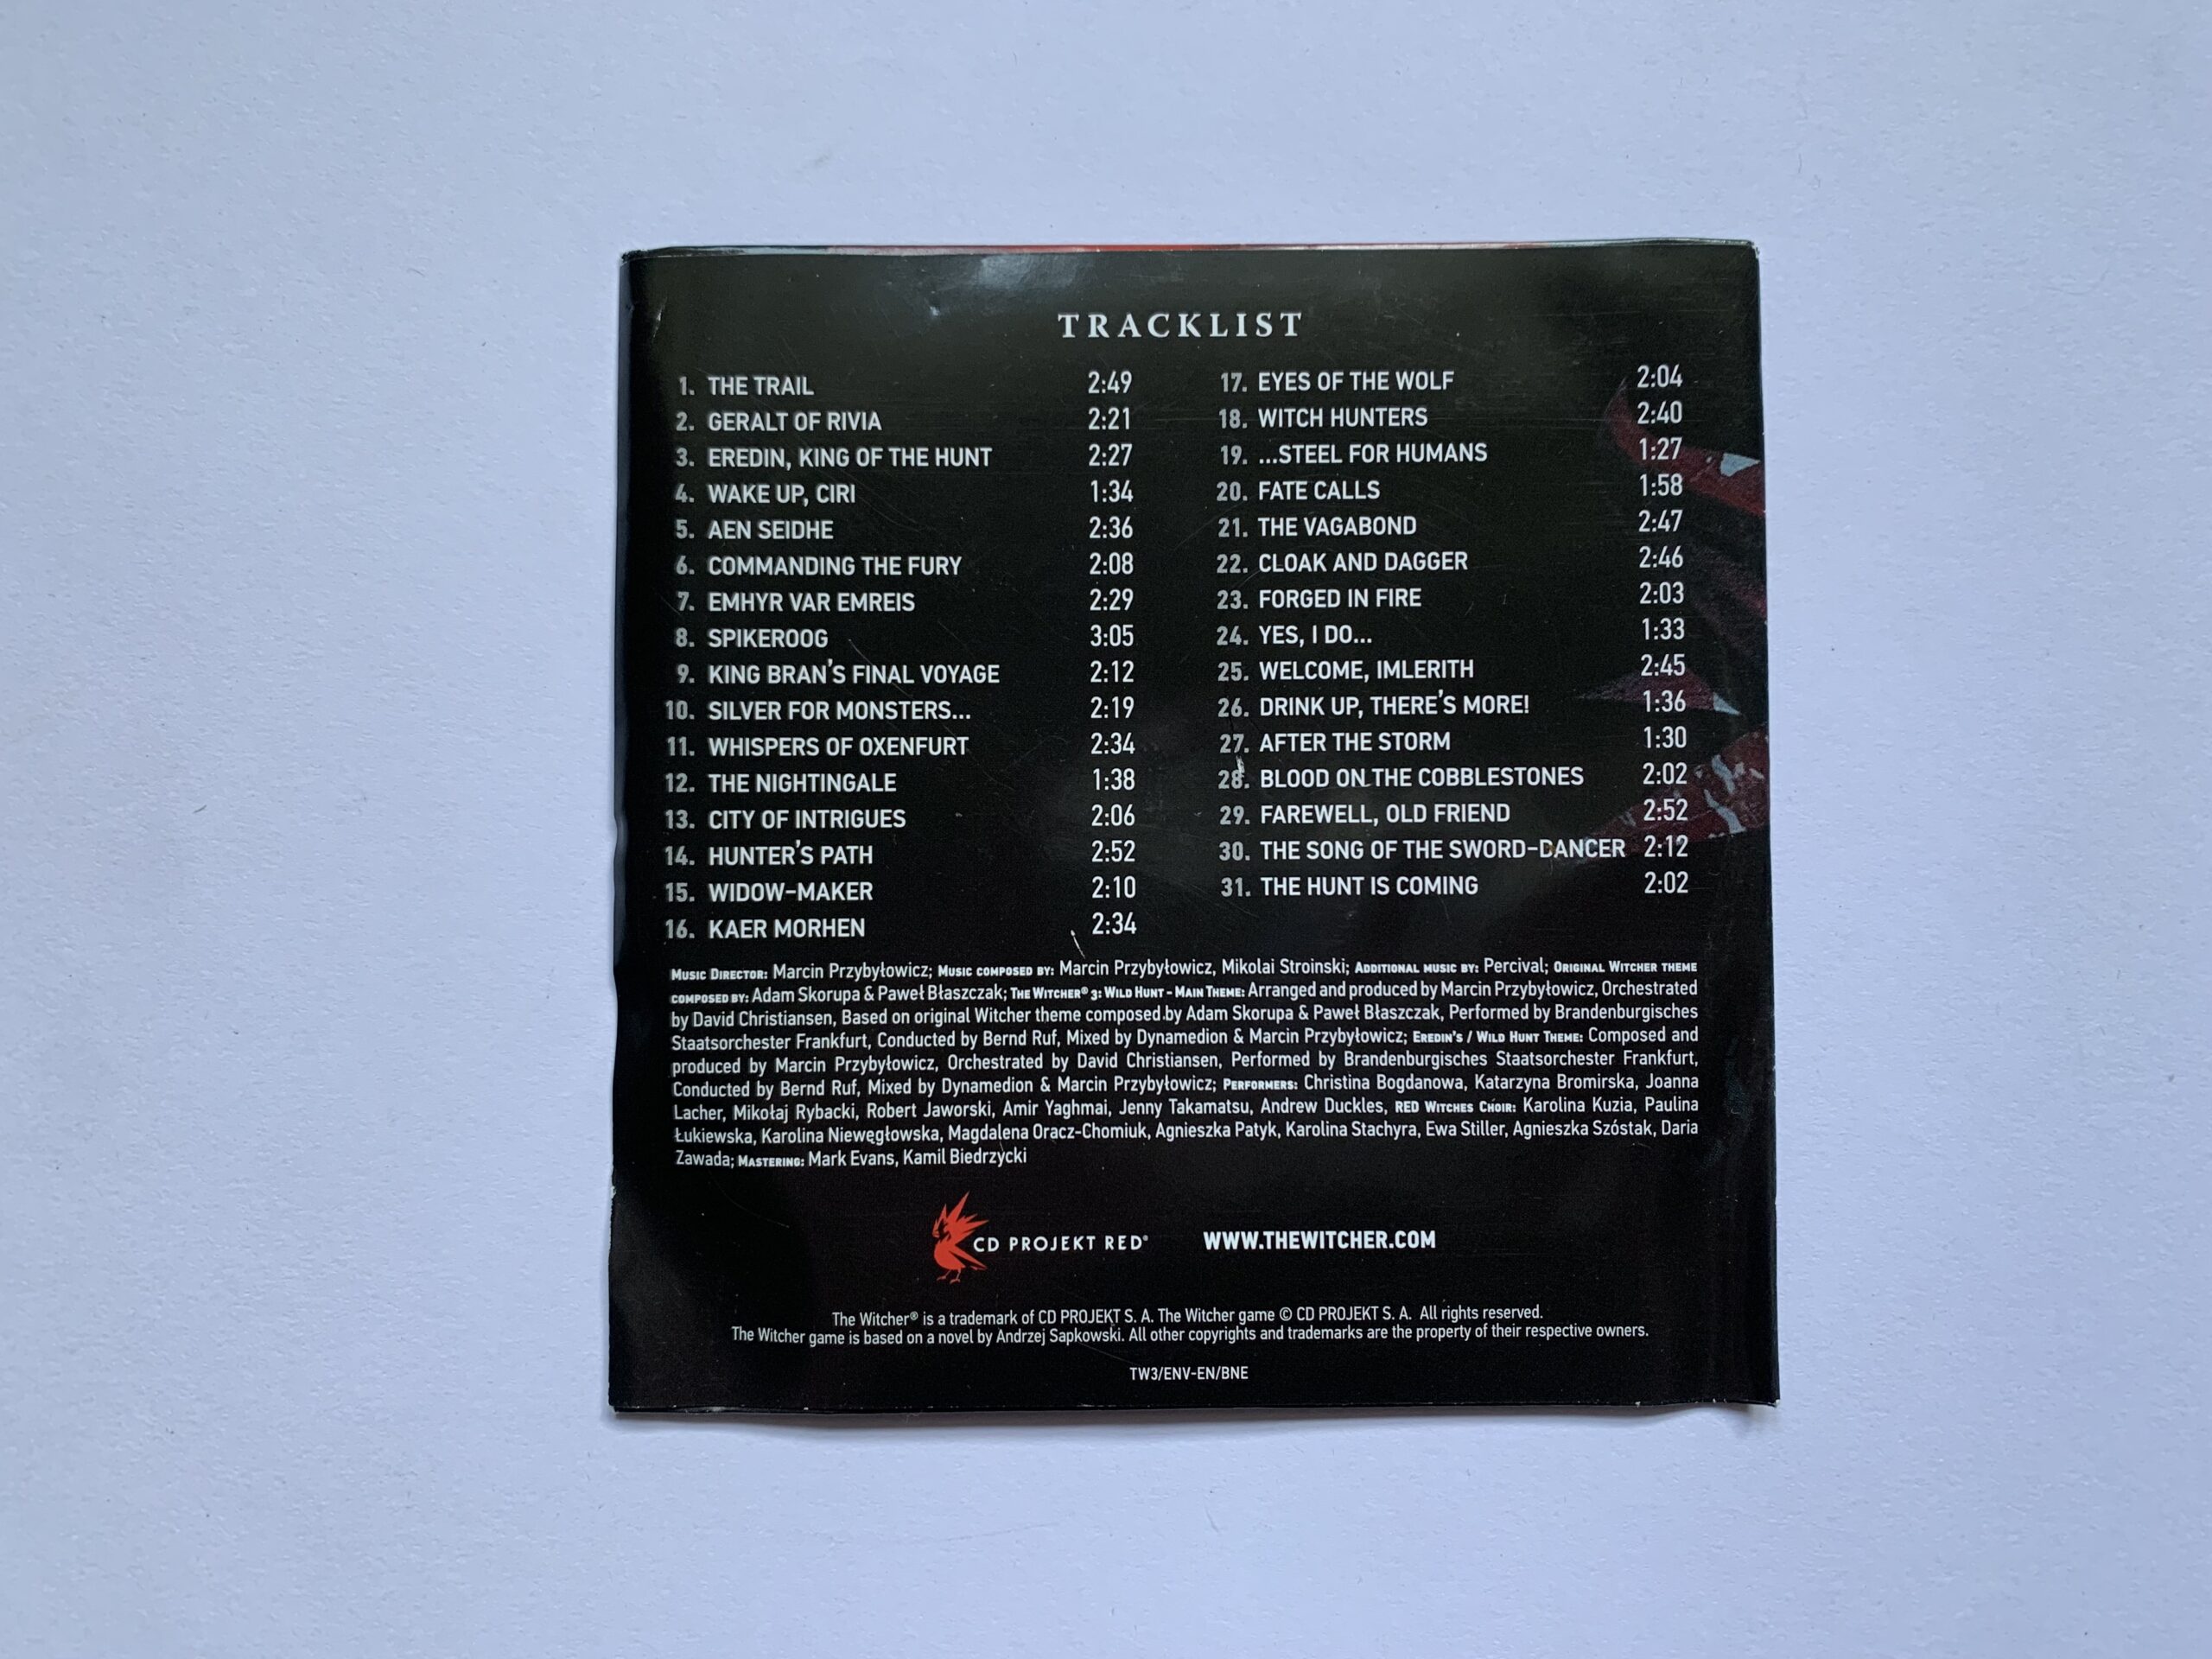 TRACKLIST
1. THE TRAIL 2:49
2. GERALT OF RIVIA 2:21
3. EREDIN, KING OF THE HUNT 2:27
4. WAKE UP, CIRI 1:34
5. AEN SEIDHE 2:36
6. COMMANDING THE FURY 2:08
7. EMHYR VAR EMREIS 2:29
8. SPIKEROOG 3:05
9. KING BRAN'S FINAL VOYAGE 2:12
10. SILVER FOR MONSTERS... 2:19
11. WHISPERS OF OXENFURT 2:34
12. THE NIGHTINGALE 1:38
13. CITY OF INTRIGUES 2:06
14. HUNTER'S PATH 2:52
15. WIDOW-MAKER 2:10
16. KAER MORHEN 2:34
17. EYES OF THE WOLF 2:04
18. WITCH HUNTERS 2:40
19. ...STEEL FOR HUMANS 1:27
20. FATE CALLS 1:58
21. THE VAGABOND 2:47
22. CLOAK AND DAGGER 2:46
23. FORGED IN FIRE 2:03
24. YES, I DO... 1:33
25. WELCOME, IMLERITH 2:45
26. DRINK UP, THERE'S MORE! 1:36
27. AFTER THE STORM 1:30
28. BLOOD ON THE COBBLESTONES 2:02
29. FAREWELL, OLD FRIEND 2:52
30. THE SONG OF THE SWORD-DANCER 2:12
31. THE HUNT IS COMING 2:02
MUSIC DIRECTOR: Marcin Przybyłowicz; MUSIC COMPOSED BY: Marcin Przybyłowicz, Mikolai Stroinski; ADDITIONAL MUSIC BY: Percival; ORIGINAL WITCHER THEME
COMPOSED BY: Adam Skorupa & Paweł Błaszczak; THE WITCHER® 3: WILD HUNT - MAIN THEME: Arranged and produced by Marcin Przybyłowicz, Orchestrated
by David Christiansen, Based on original Witcher theme composed by Adam Skorupa & Paweł Błaszczak, Performed by Brandenburgisches
Staatsorchester Frankfurt, Conducted by Bernd Ruf, Mixed by Dynamedion & Marcin Przybyłowicz; EREDIN'S / WILD HUNT THEME: Composed and
produced by Marcin Przybyłowicz, Orchestrated by David Christiansen, Performed by Brandenburgisches Staatsorchester Frankfurt,
Conducted by Bernd Ruf, Mixed by Dynamedion & Marcin Przybyłowicz; PERFORMERS: Christina Bogdanowa, Katarzyna Bromirska, Joanna
Lacher, Mikołaj Rybacki, Robert Jaworski, Amir Yaghmai, Jenny Takamatsu, Andrew Duckles, RED WITCHES CHOIR: Karolina Kuzia, Paulina
Łukiewska, Karolina Niewęgłowska, Magdalena Oracz-Chomiuk, Agnieszka Patyk, Karolina Stachyra, Ewa Stiller, Agnieszka Szóstak, Daria
Zawada; MASTERING: Mark Evans, Kamil Biedrzycki
CD PROJEKT RED® WWW.THEWITCHER.COM
The Witcher® is a trademark of CD PROJEKT S. A. The Witcher game © CD PROJEKT S. A. All rights reserved.
The Witcher game is based on a novel by Andrzej Sapkowski. All other copyrights and trademarks are the property of their respective owners.
TW3/ENV-EN/BNE